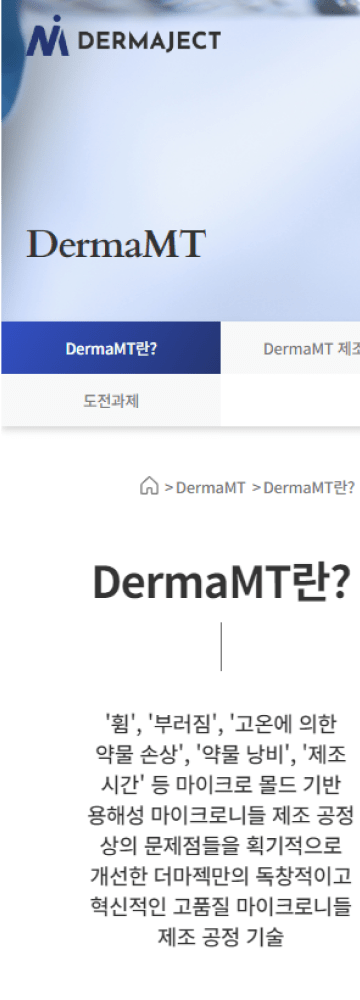 DERMAJECT
DermaMT
DermaMT란?
DermaMT 제조
도전과제
> DermaMT > DermaMT란?
DermaMT란?
'휨', '부러짐', '고온에 의한
약물 손상', '약물 낭비', '제조
시간' 등 마이크로 몰드 기반
용해성 마이크로니들 제조 공정
상의 문제점들을 획기적으로
개선한 더마젝만의 독창적이고
혁신적인 고품질 마이크로니들
제조 공정 기술